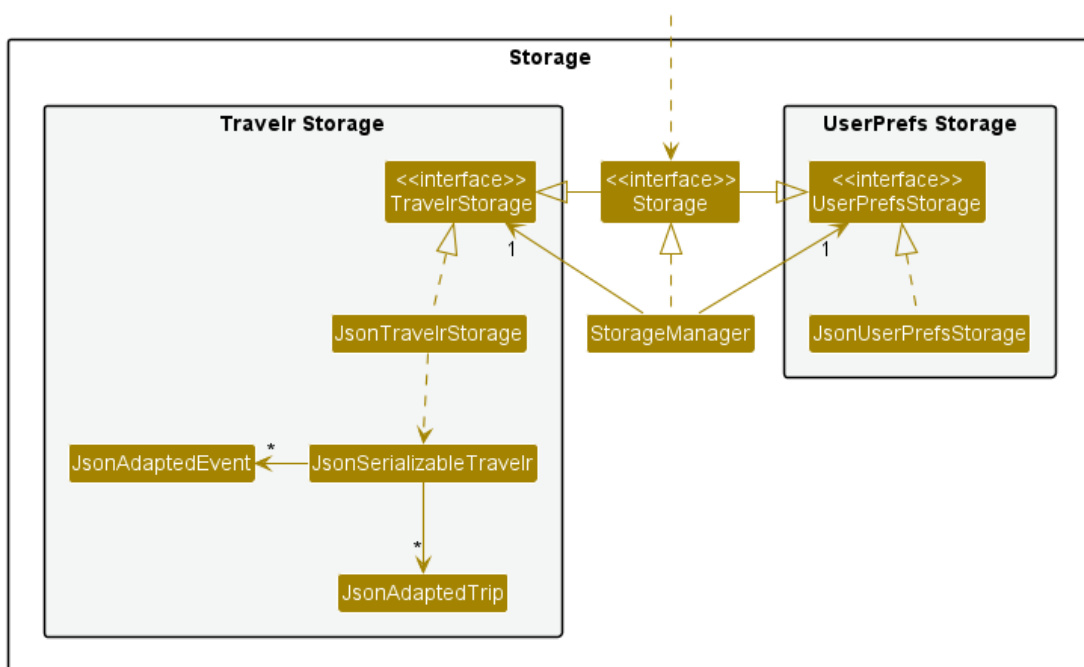 Storage
Travelr Storage
UserPrefs Storage
<<interface>>
TravelrStorage
<<interface>>
Storage
<<interface>>
UserPrefsStorage
1
1
JsonTravelrStorage
StorageManager
JsonUserPrefsStorage
*
JsonAdaptedEvent
JsonSerializableTravelr
*
JsonAdaptedTrip